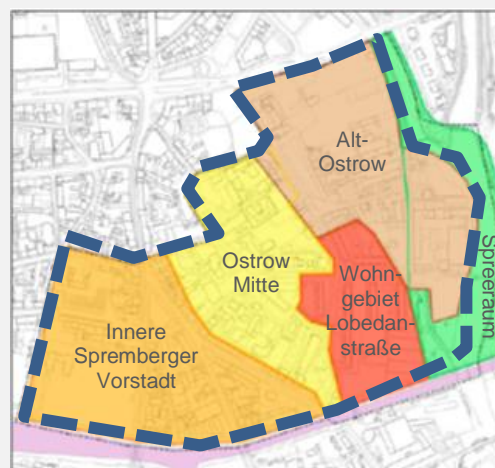 Alt-
Ostrow
Ostrow
Mitte
Wohn-
gebiet
Lobedan-
straße
Spreeraum
Innere
Spremberger
Vorstadt